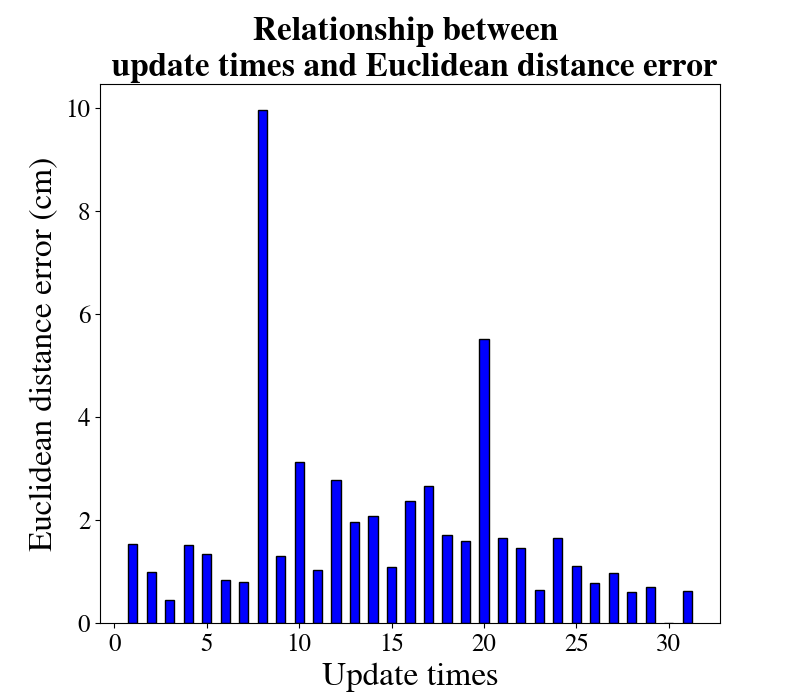 Relationship between
update times and Euclidean distance error
Euclidean distance error (cm)
10
8
6
4
2
0
0 5 10 15 20 25 30
Update times